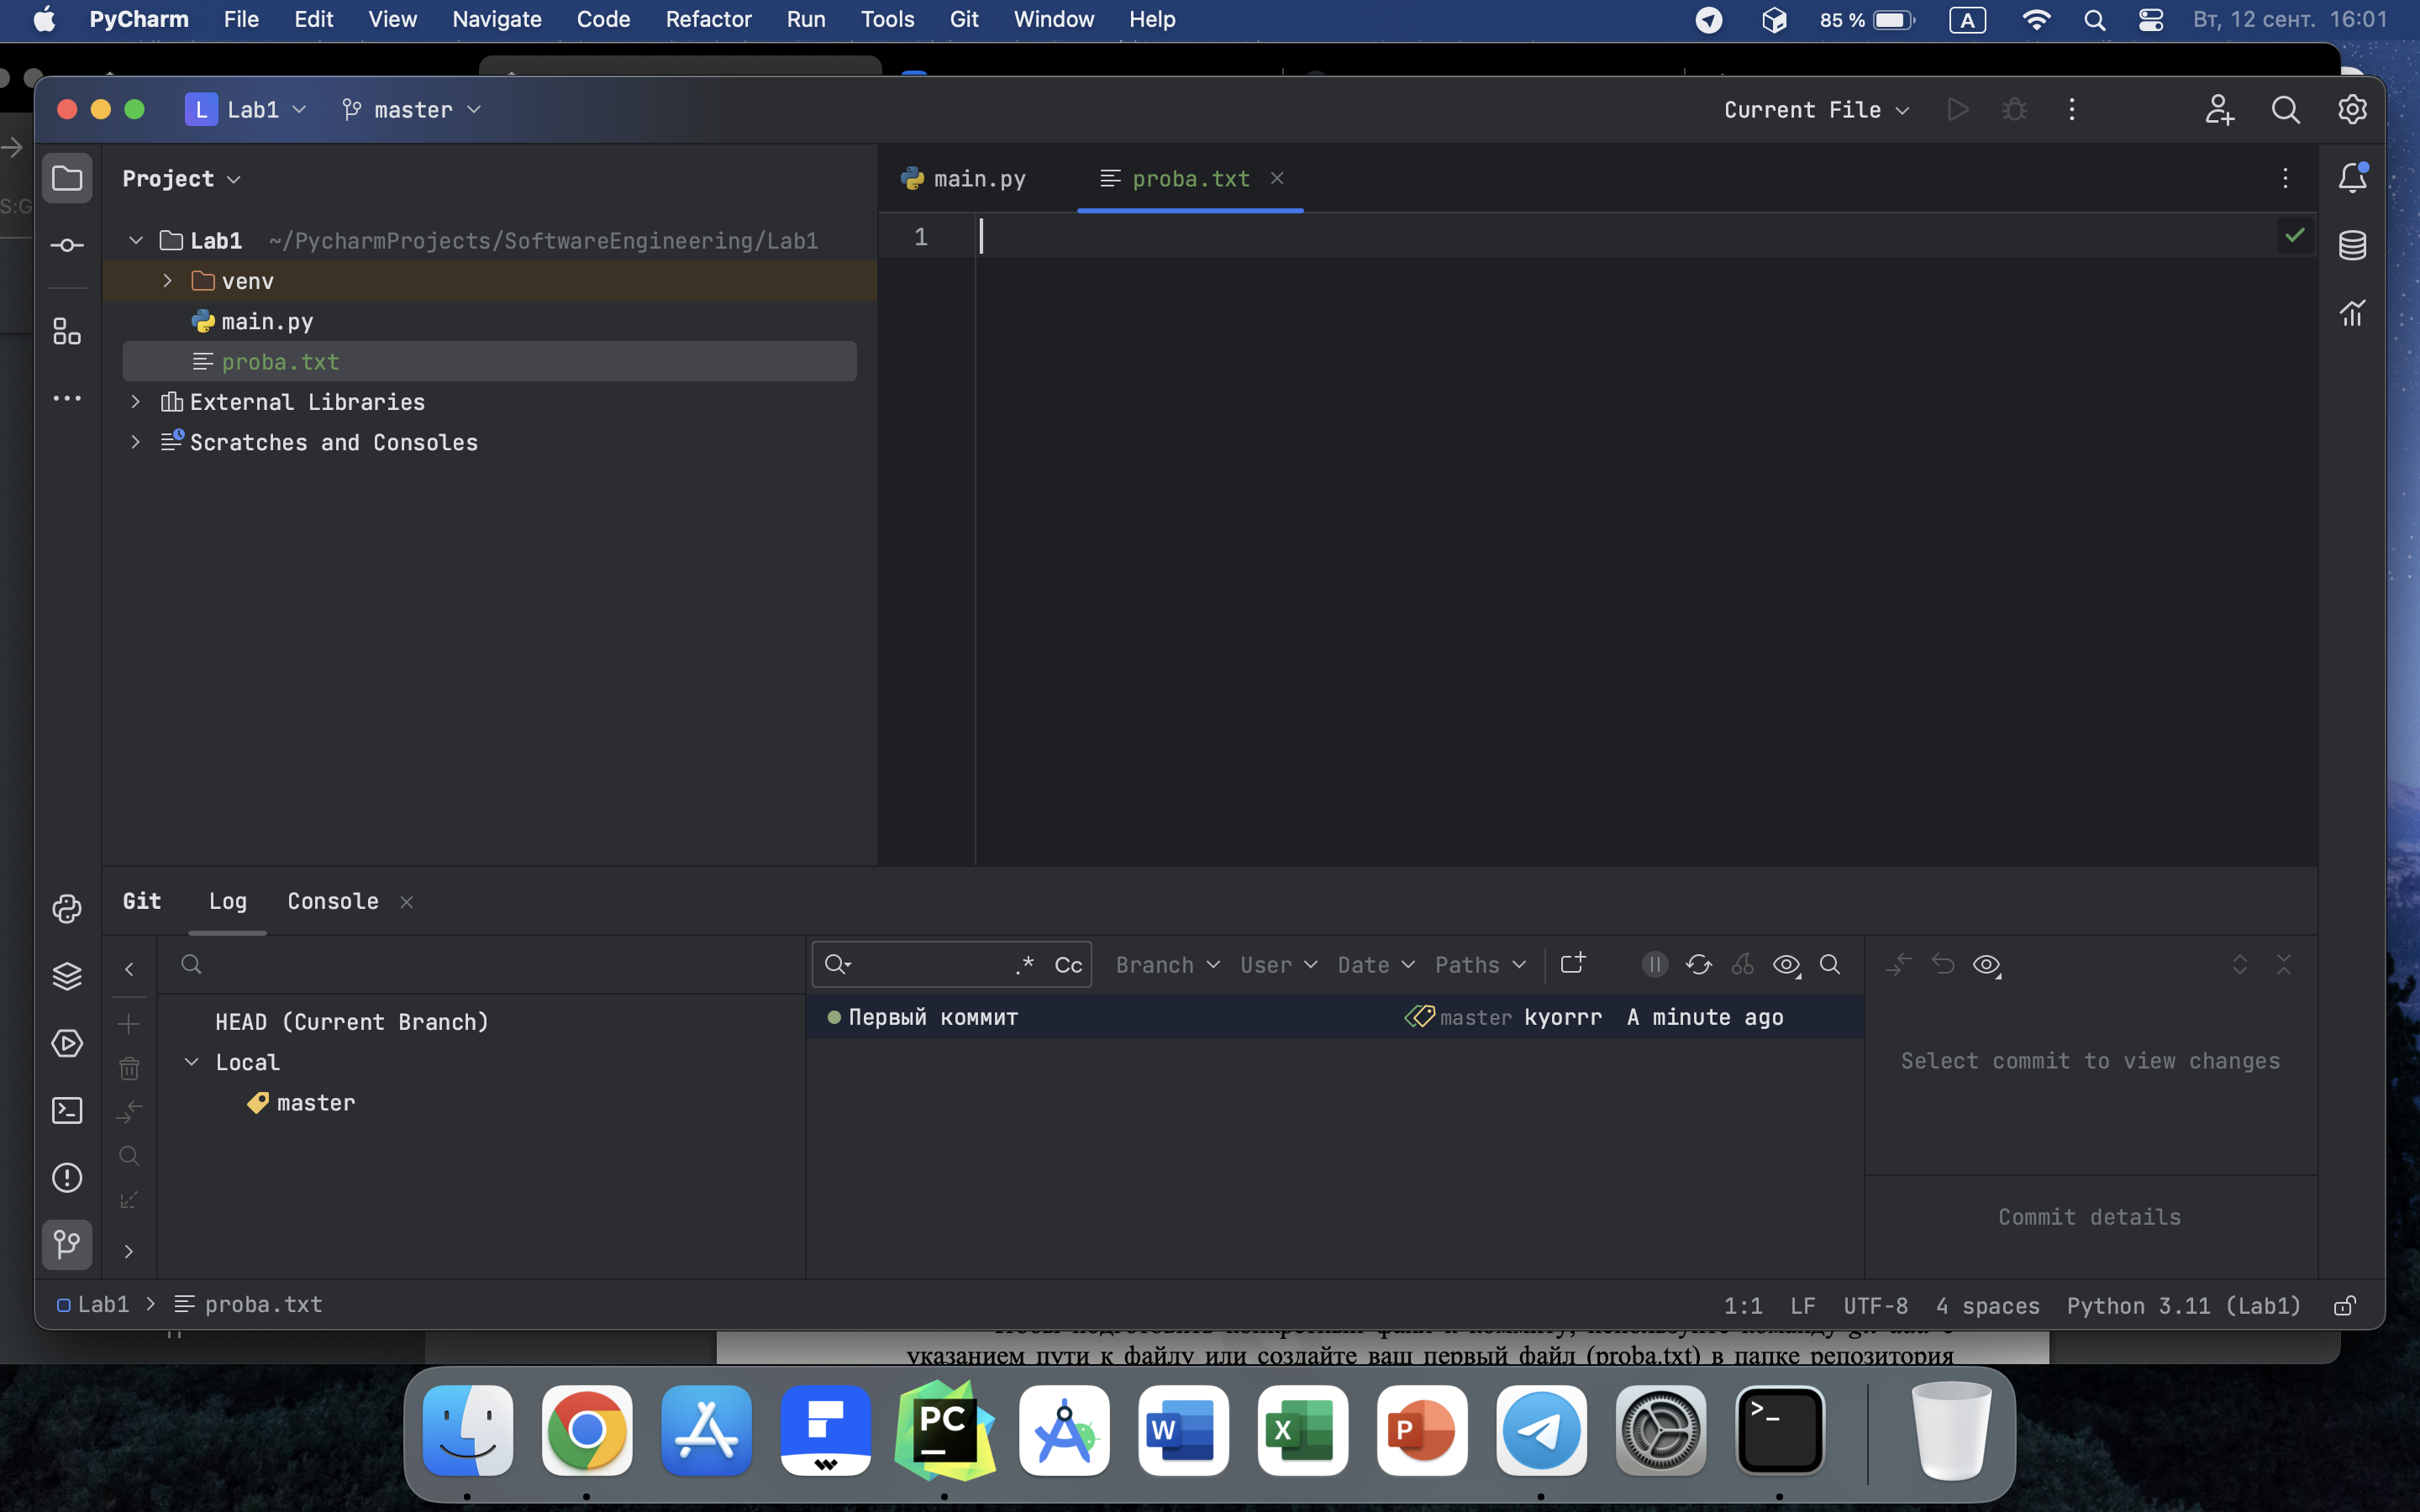 PyCharm File Edit View Navigate Code Refactor Run Tools Git Window Help 85 % A Вт, 12 сент. 16:01
L Lab1 master Current File
S:G
Project
main.py proba.txt
Lab1 ~/PycharmProjects/SoftwareEngineering/Lab1
1
venv
main.py
proba.txt
External Libraries
Scratches and Consoles
Git Log Console
.* Cc Branch User Date Paths
HEAD (Current Branch)
Local
master
Первый коммит master kyorrr A minute ago
Select commit to view changes
Commit details
Lab1 proba.txt 1:1 LF UTF-8 4 spaces Python 3.11 (Lab1)
указанием пути к файлу или создайте ваш первый файл (proba.txt) в папке репозитория
PC W X P >_